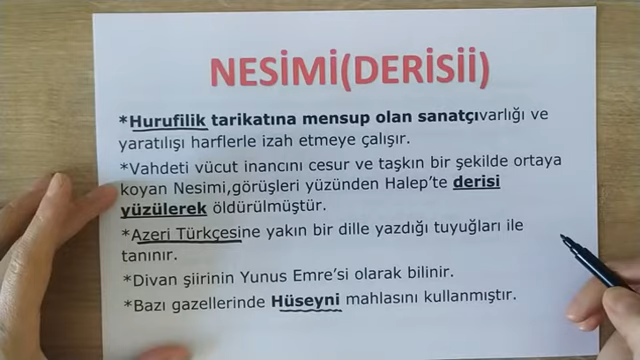 NESİMİ(DERİSİİ)
*Hurufilik tarikatına mensup olan sanatçıvarlığı ve
yaratılışı harflerle izah etmeye çalışır.
*Vahdeti vücut inancını cesur ve taşkın bir şekilde ortaya
koyan Nesimi,görüşleri yüzünden Halep’te derisi
yüzülerek öldürülmüştür.
*Azeri Türkçesine yakın bir dille yazdığı tuyuğları ile
tanınır.
*Divan şiirinin Yunus Emre’si olarak bilinir.
*Bazı gazellerinde Hüseyni mahlasını kullanmıştır.